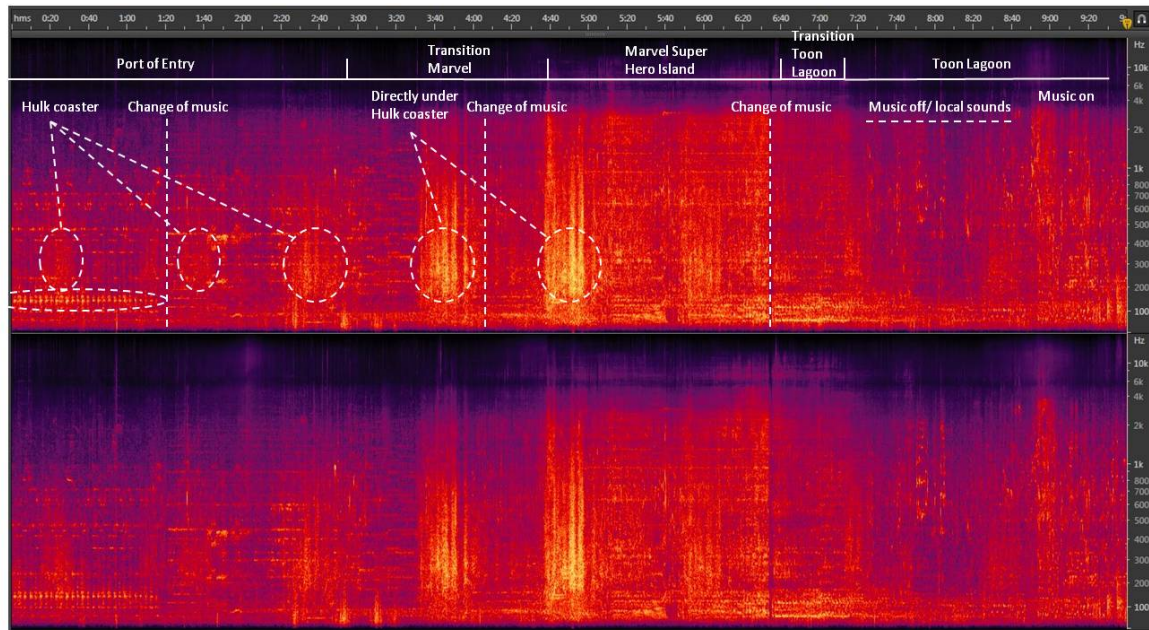 hms 0:20 0:40 1:00 1:20 1:40 2:00 2:20 2:40 3:00 3:20 3:40 4:00 4:20 4:40 5:00 5:20 5:40 6:00 6:20 6:40 7:00 7:20 7:40 8:00 8:20 8:40 9:00 9:20
Port of Entry
Transition
Marvel
Marvel Super
Hero Island
Transition
Toon
Lagoon
Toon Lagoon
Hulk coaster
Change of music
Directly under
Hulk coaster
Change of music
Change of music
Music off/ local sounds
Music on
Hz
10k
6k
4k
2k
1k
800
700
600
500
400
300
200
100
Hz
10k
6k
4k
2k
1k
800
700
600
500
400
300
200
100